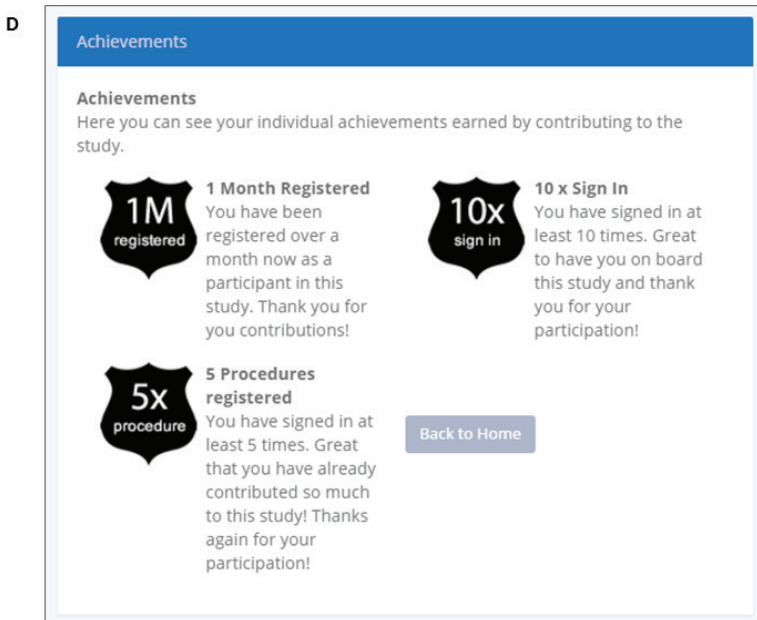 D
Achievements
Achievements
Here you can see your individual achievements earned by contributing to the
study.
1M
registered
1 Month Registered
You have been
registered over a
month now as a
participant in this
study. Thank you for
you contributions!
10x
sign in
10 x Sign In
You have signed in at
least 10 times. Great
to have you on board
this study and thank
you for your
participation!
5x
procedure
5 Procedures
registered
You have signed in at
least 5 times. Great
that you have already
contributed so much
to this study! Thanks
again for your
participation!
Back to Home